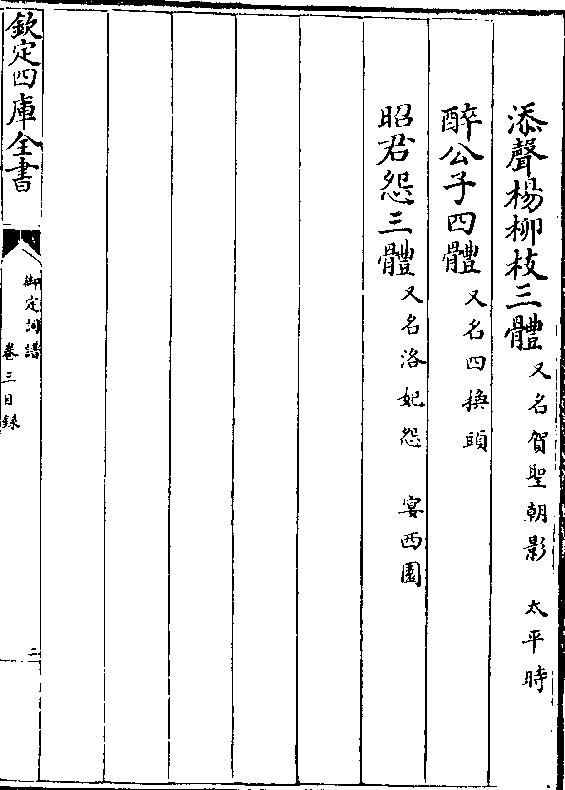 添聲楊柳枝三體 又名賀聖朝影 太平時
醉公子四體 又名四換頭
昭君怨三體 又名洛妃怨 宴西園
欽定四庫全書
御定詞譜
卷三目錄
二